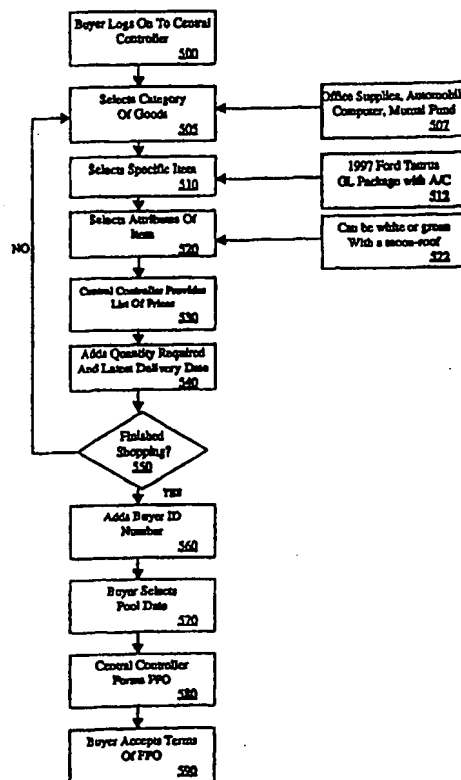 Buyer Logs On To Central
Controller
500
Selects Category
Of Goods
505
Office Supplies, Automobil
Computer, Mutual Fund
507
Selects Specific Item
510
1997 Ford Taurus
GL Package with A/C
512
Selects Attributes Of
Item
520
Can be white or green
With a moon-roof
522
NO
Central Controller Provides
List Of Prices
530
Adds Quantity Required
And Latest Delivery Date
540
Finished
Shopping?
550
YES
Adds Buyer ID
Number
560
Buyer Selects
Pool Date
570
Central Controller
Forms FPO
580
Buyer Accepts Terms
Of FPO
590